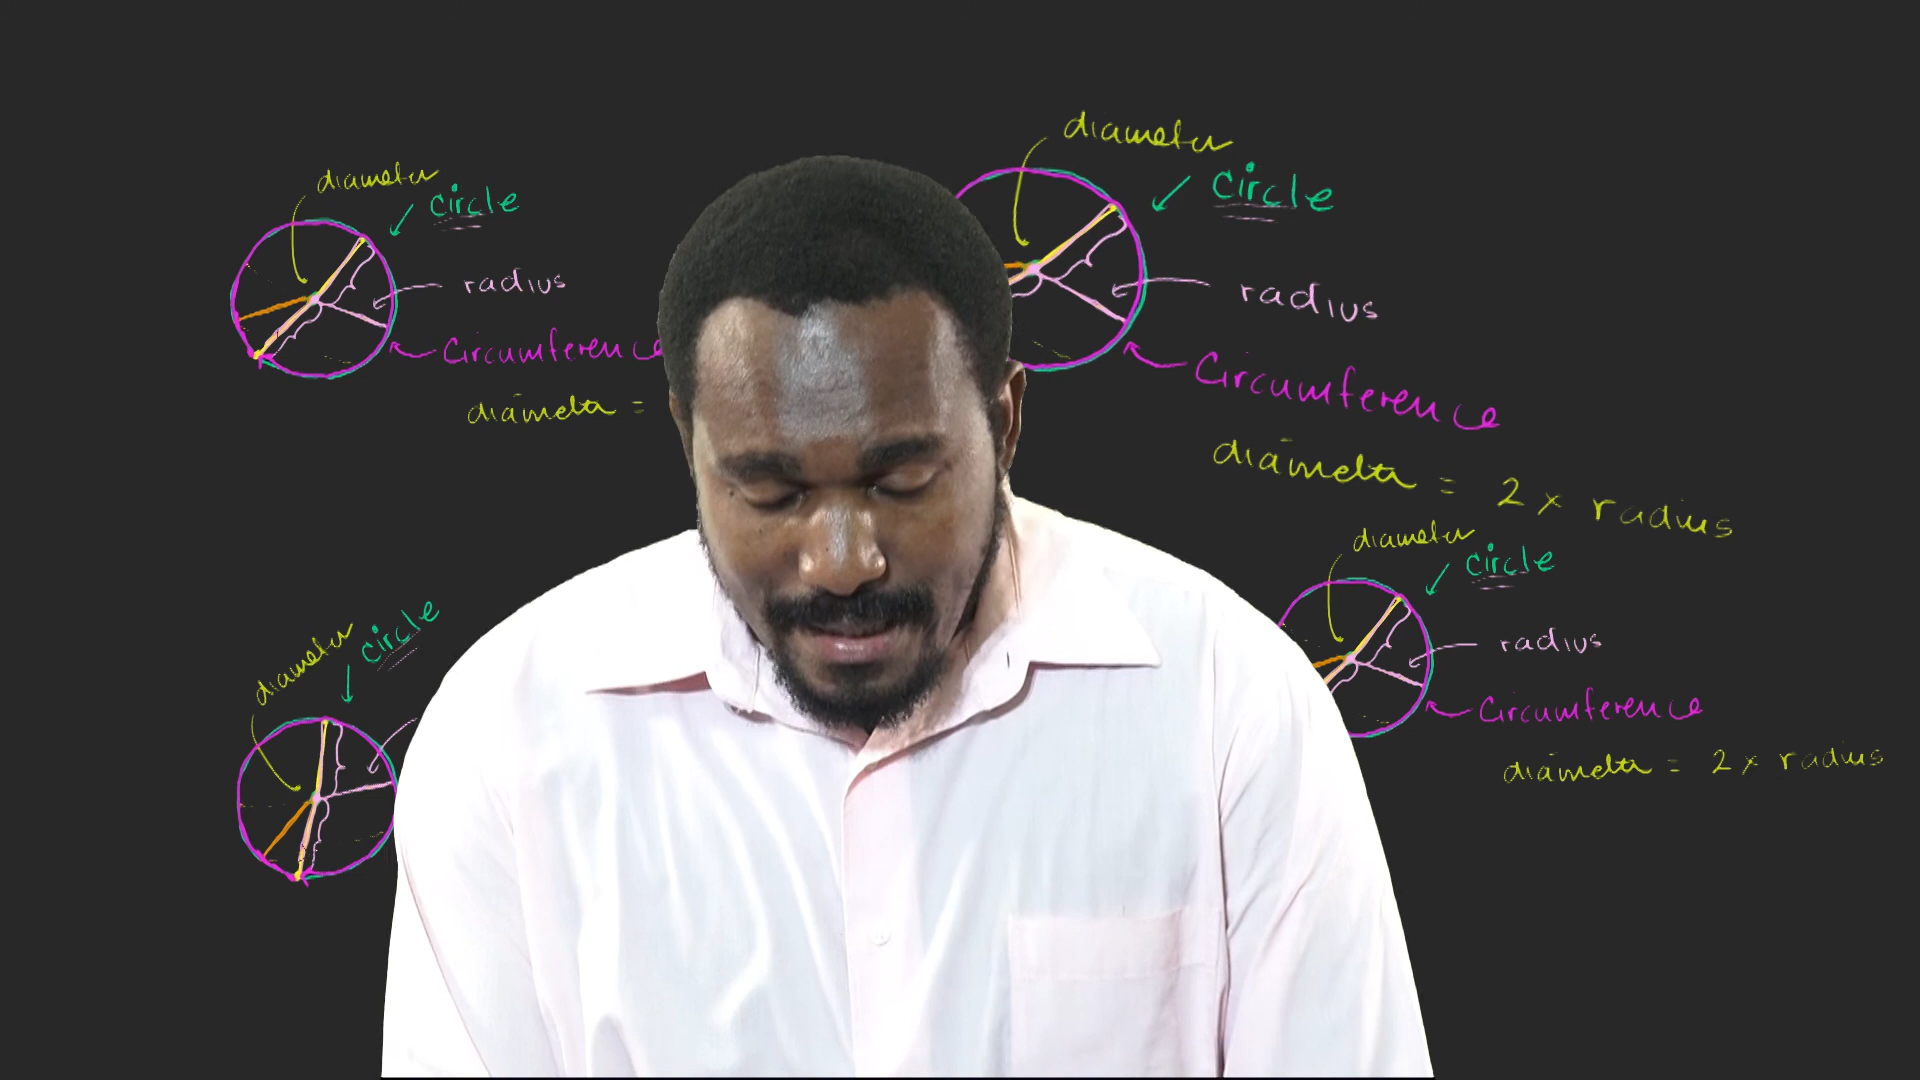 diameter
circle
radius
Circumference
diameter =
diameter
circle
radius
Circumference
diameter = 2 x radius
diameter
circle
diameter
circle
radius
Circumference
diameter = 2 x radius